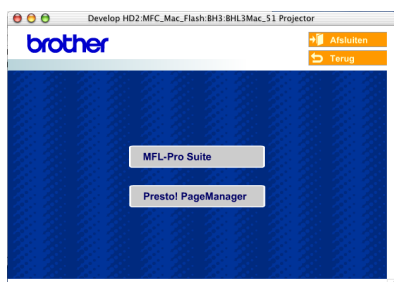 Develop HD2:MFC_Mac_Flash:BH3:BHL3Mac_51 Projector
brother
Afsluiten
Terug
MFL-Pro Suite
Presto! PageManager